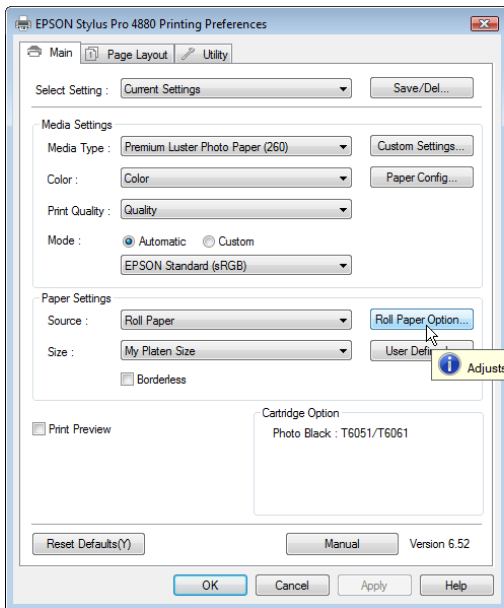 EPSON Stylus Pro 4880 Printing Preferences
Main Page Layout Utility
Select Setting : Current Settings Save/Del...
Media Settings
Media Type : Premium Luster Photo Paper (260) Custom Settings...
Color : Color Paper Config...
Print Quality : Quality
Mode : Automatic Custom
EPSON Standard (sRGB)
Paper Settings
Source : Roll Paper Roll Paper Option...
Size : My Platen Size User Defin
Adjusts
Borderless
Print Preview
Cartridge Option
Photo Black : T6051/T6061
Reset Defaults(Y) Manual Version 6.52
OK Cancel Apply Help